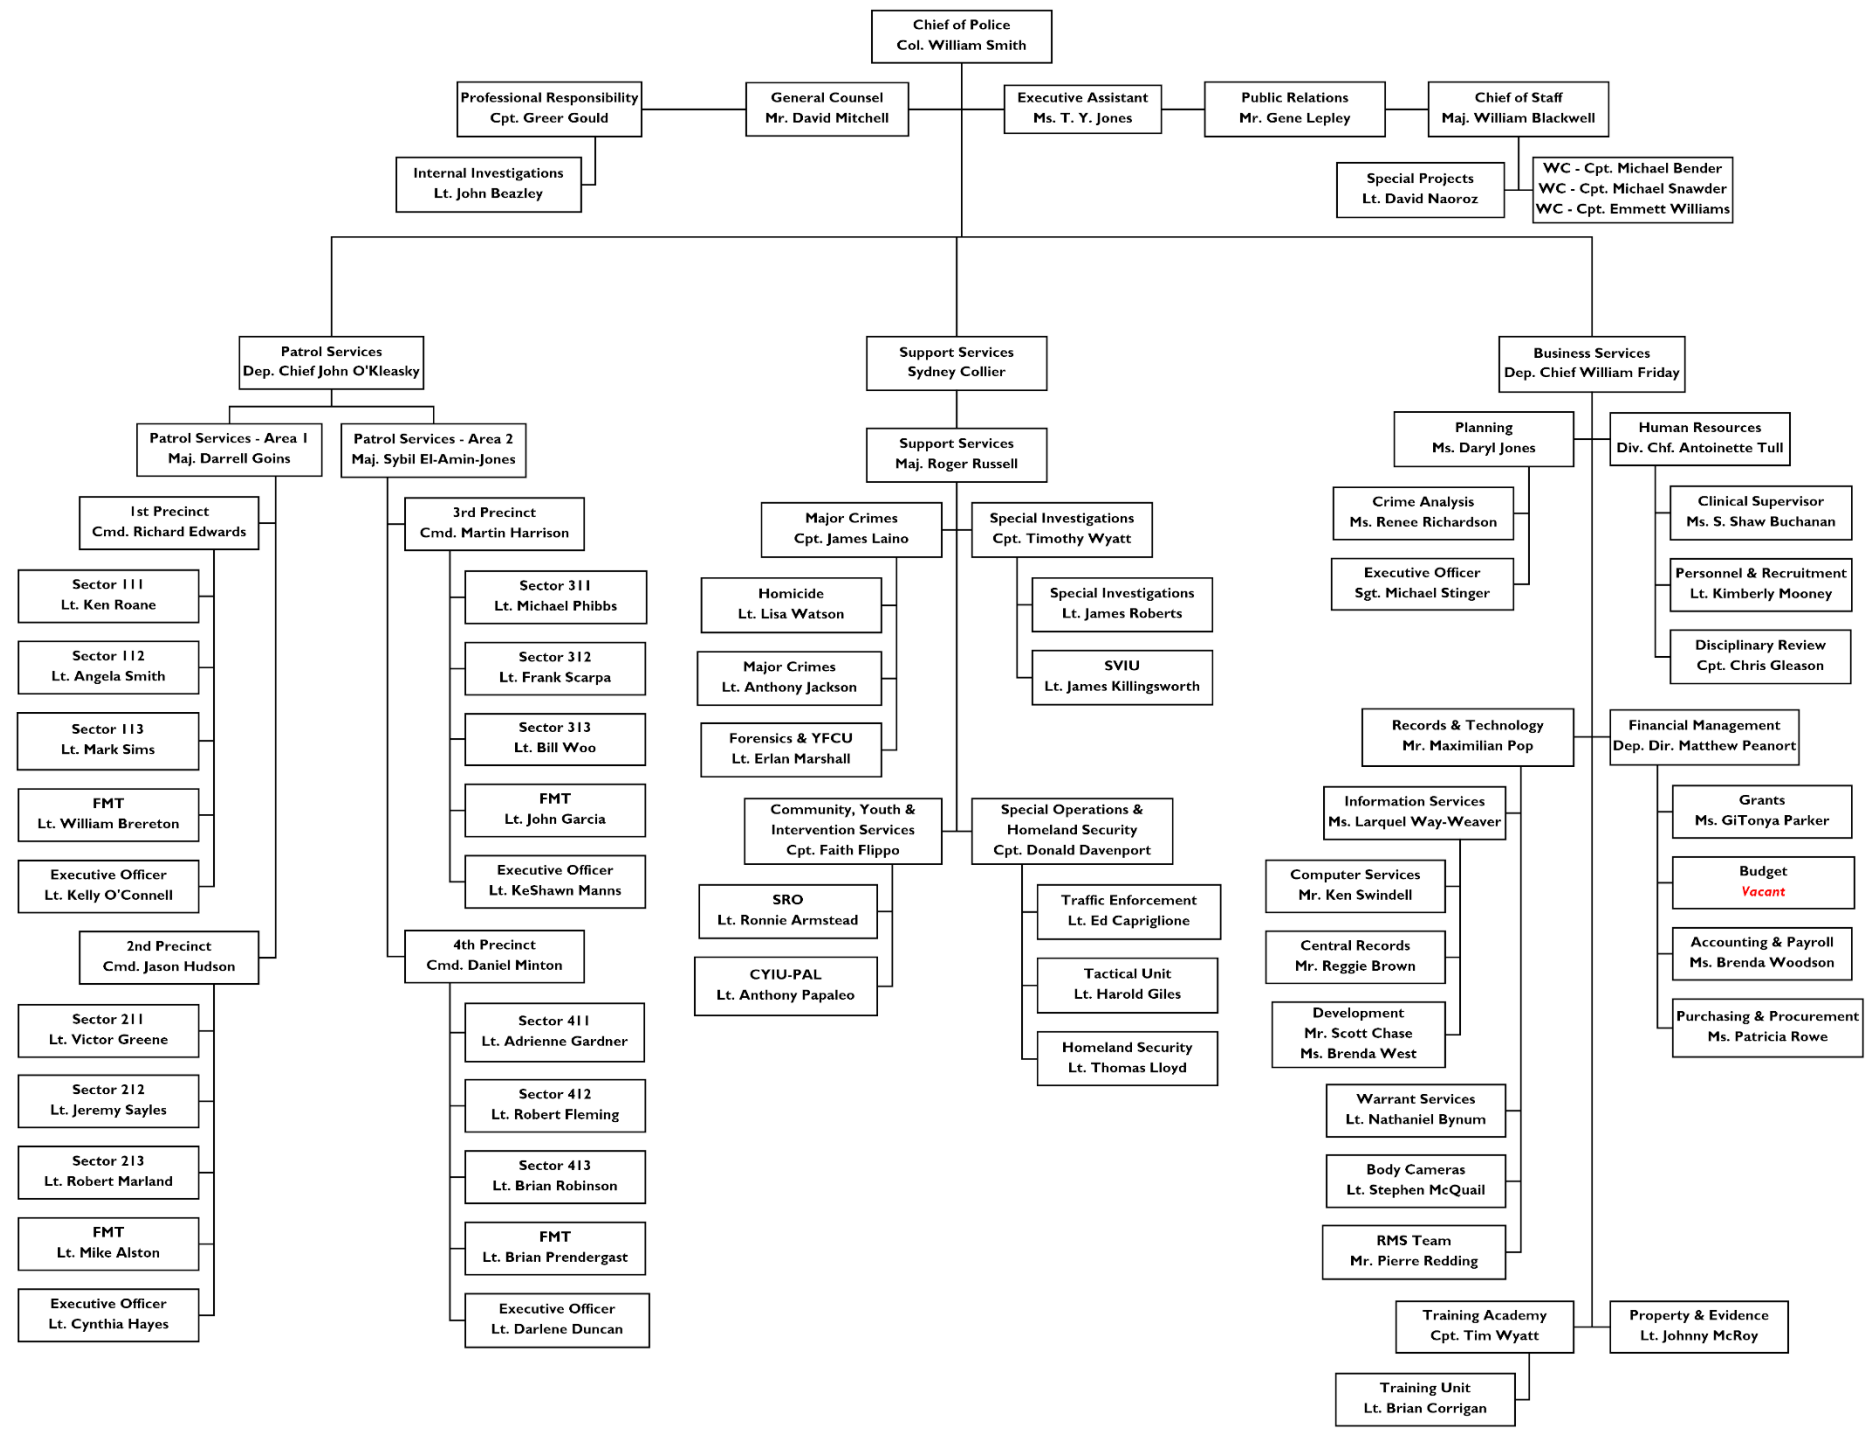 Chief of Police
Col. William Smith
Professional Responsibility
Cpt. Greer Gould
General Counsel
Mr. David Mitchell
Executive Assistant
Ms. T. Y. Jones
Public Relations
Mr. Gene Lepley
Chief of Staff
Maj. William Blackwell
Internal Investigations
Lt. John Beazley
Special Projects
Lt. David Naoroz
WC - Cpt. Michael Bender
WC - Cpt. Michael Snawder
WC - Cpt. Emmett Williams
Patrol Services
Dep. Chief John O'Kleasky
Patrol Services - Area 1
Maj. Darrell Goins
Patrol Services - Area 2
Maj. Sybil El-Amin-Jones
1st Precinct
Cmd. Richard Edwards
Sector 111
Lt. Ken Roane
Sector 112
Lt. Angela Smith
Sector 113
Lt. Mark Sims
FMT
Lt. William Brereton
Executive Officer
Lt. Kelly O'Connell
2nd Precinct
Cmd. Jason Hudson
Sector 211
Lt. Victor Greene
Sector 212
Lt. Jeremy Sayles
Sector 213
Lt. Robert Marland
FMT
Lt. Mike Alston
Executive Officer
Lt. Cynthia Hayes
3rd Precinct
Cmd. Martin Harrison
Sector 311
Lt. Michael Phibbs
Sector 312
Lt. Frank Scarpa
Sector 313
Lt. Bill Woo
FMT
Lt. John Garcia
Executive Officer
Lt. KeShawn Manns
4th Precinct
Cmd. Daniel Minton
Sector 411
Lt. Adrienne Gardner
Sector 412
Lt. Robert Fleming
Sector 413
Lt. Brian Robinson
FMT
Lt. Brian Prendergast
Executive Officer
Lt. Darlene Duncan
Support Services
Sydney Collier
Support Services
Maj. Roger Russell
Major Crimes
Cpt. James Laino
Homicide
Lt. Lisa Watson
Major Crimes
Lt. Anthony Jackson
Forensics & YFCU
Lt. Erlan Marshall
Special Investigations
Cpt. Timothy Wyatt
Special Investigations
Lt. James Roberts
SVIU
Lt. James Killingsworth
Community, Youth &
Intervention Services
Cpt. Faith Flippo
SRO
Lt. Ronnie Armstead
CYIU-PAL
Lt. Anthony Papaleo
Special Operations &
Homeland Security
Cpt. Donald Davenport
Traffic Enforcement
Lt. Ed Capriglione
Tactical Unit
Lt. Harold Giles
Homeland Security
Lt. Thomas Lloyd
Business Services
Dep. Chief William Friday
Planning
Ms. Daryl Jones
Crime Analysis
Ms. Renee Richardson
Executive Officer
Sgt. Michael Stinger
Human Resources
Div. Chf. Antoinette Tull
Clinical Supervisor
Ms. S. Shaw Buchanan
Personnel & Recruitment
Lt. Kimberly Mooney
Disciplinary Review
Cpt. Chris Gleason
Records & Technology
Mr. Maximilian Pop
Information Services
Ms. Larquel Way-Weaver
Computer Services
Mr. Ken Swindell
Central Records
Mr. Reggie Brown
Development
Mr. Scott Chase
Ms. Brenda West
Warrant Services
Lt. Nathaniel Bynum
Body Cameras
Lt. Stephen McQuail
RMS Team
Mr. Pierre Redding
Financial Management
Dep. Dir. Matthew Peanort
Grants
Ms. GiTonya Parker
Budget
Vacant
Accounting & Payroll
Ms. Brenda Woodson
Purchasing & Procurement
Ms. Patricia Rowe
Training Academy
Cpt. Tim Wyatt
Training Unit
Lt. Brian Corrigan
Property & Evidence
Lt. Johnny McRoy